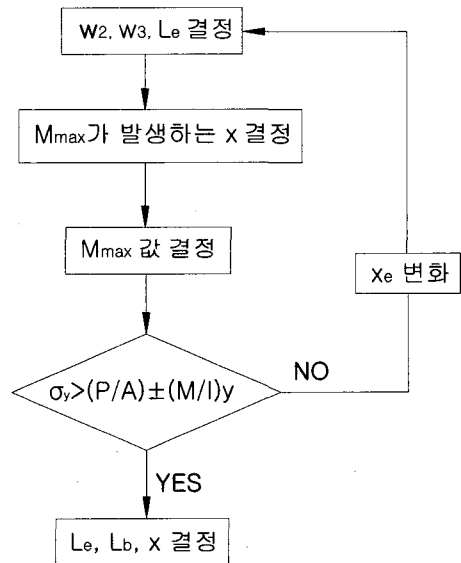 w2, w3, Le 결정
Mmax가 발생하는 x 결정
Mmax 값 결정
xe 변화
σy>(P/A)±(M/I)y
NO
YES
Le, Lb, x 결정